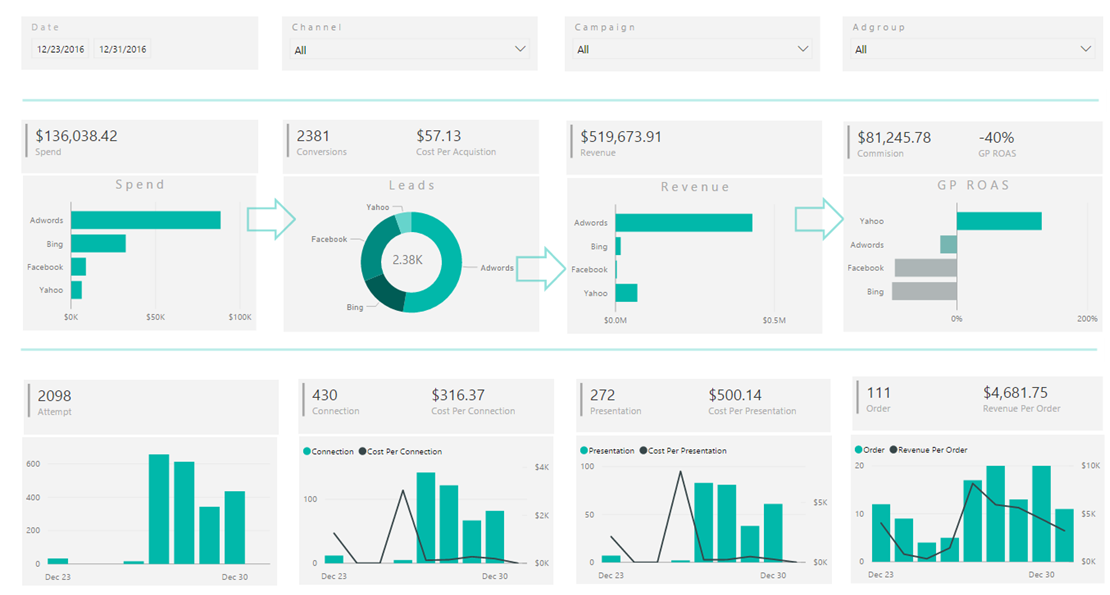 Date
12/23/2016 12/31/2016
Channel
All
Campaign
All
Adgroup
All
$136,038.42
Spend
2381 $57.13
Conversions Cost Per Acquistion
$519,673.91
Revenue
$81,245.78 -40%
Commision GP ROAS
Spend
Adwords
Bing
Facebook
Yahoo
$0K $50K $100K
Leads
Yahoo
Facebook
2.38K
Adwords
Bing
Revenue
Adwords
Bing
Facebook
Yahoo
$0.0M $0.5M
GP ROAS
Yahoo
Adwords
Facebook
Bing
0% 200%
2098
Attempt
600
400
200
0
Dec 23 Dec 30
430 $316.37
Connection Cost Per Connection
Connection Cost Per Connection
$4K
100
$2K
0 $0K
Dec 23 Dec 30
272 $500.14
Presentation Cost Per Presentation
Presentation Cost Per Presentation
100
$5K
50
0 $0K
Dec 23 Dec 30
111 $4,681.75
Order Revenue Per Order
Order Revenue Per Order
20 $10K
10 $5K
0 $0K
Dec 23 Dec 30